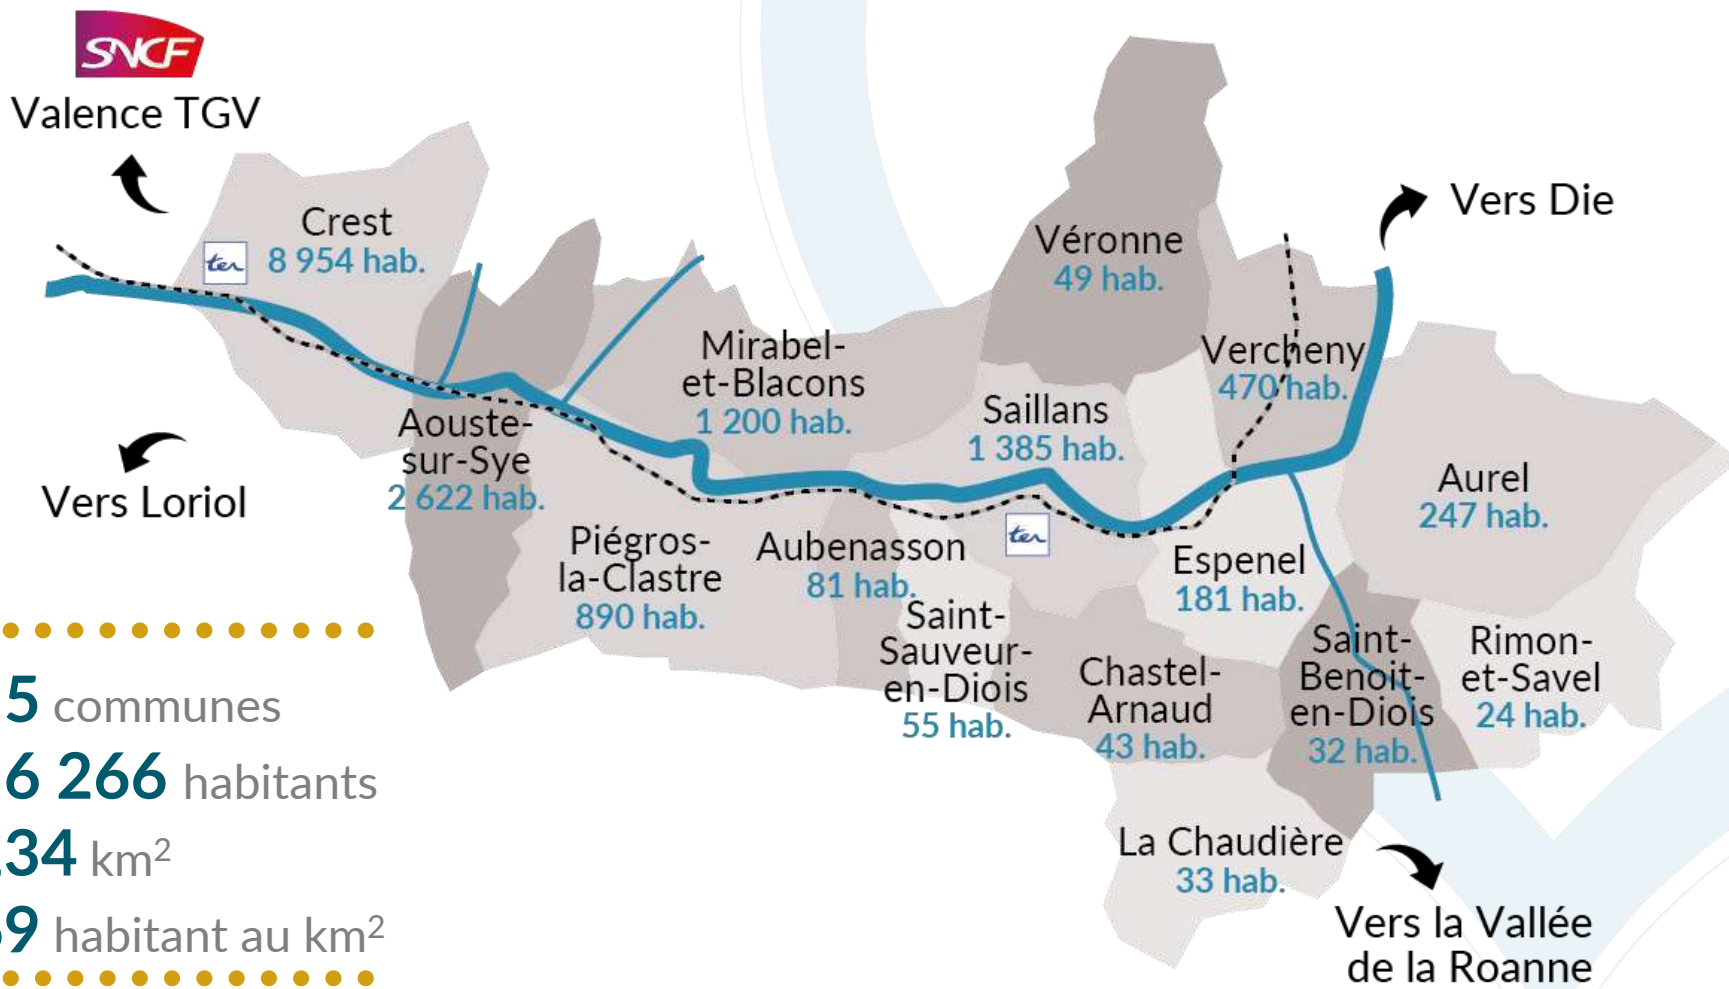 SNCF
Valence TGV
Crest
8 954 hab.
ter
Vers Die
Véronne
49 hab.
Mirabel-
et-Blacons
1 200 hab.
Vercheny
470 hab.
Saillans
1 385 hab.
Aouste-
sur-Sye
2 622 hab.
Vers Loriol
Aurel
247 hab.
Piégros-
la-Clastre
890 hab.
Aubenasson
81 hab.
ter
Espenel
181 hab.
Saint-
Sauveur-
en-Diois
55 hab.
Chastel-
Arnaud
43 hab.
Saint-
Benoit-
en-Diois
32 hab.
Rimon-
et-Savel
24 hab.
5 communes
6 266 habitants
34 km²
9 habitant au km²
La Chaudière
33 hab.
Vers la Vallée
de la Roanne